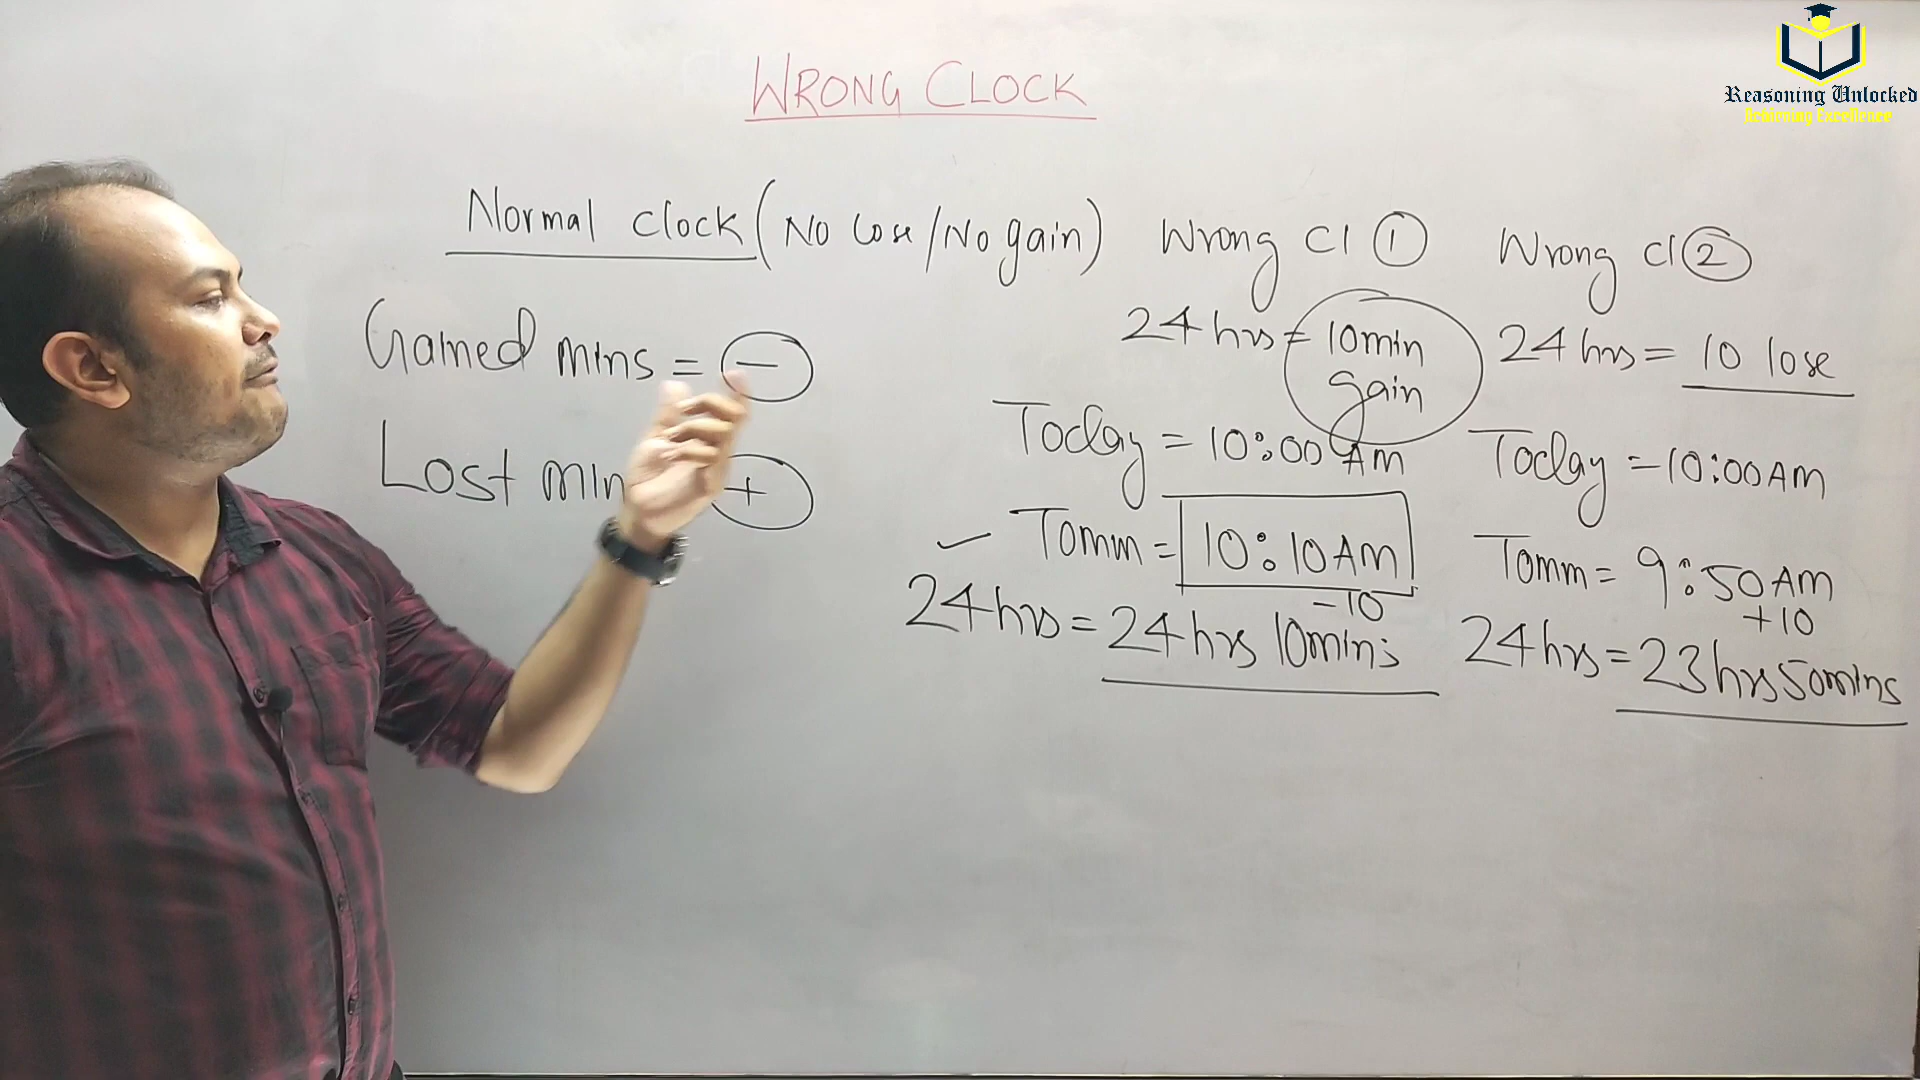 Reasoning Unlocked
Achieving Excellence
WRONG CLOCK
Normal Clock (No lose/No gain)
Gained mins = -
Lost min +
Wrong Cl 1
24 hrs = 10min gain
Today = 10:00 AM
Tomm = 10:10 AM
-10
24 hrs = 24 hrs 10mins
Wrong Cl 2
24 hrs = 10 lose
Today = 10:00 AM
Tomm = 9:50 AM
+10
24 hrs = 23 hrs 50mins